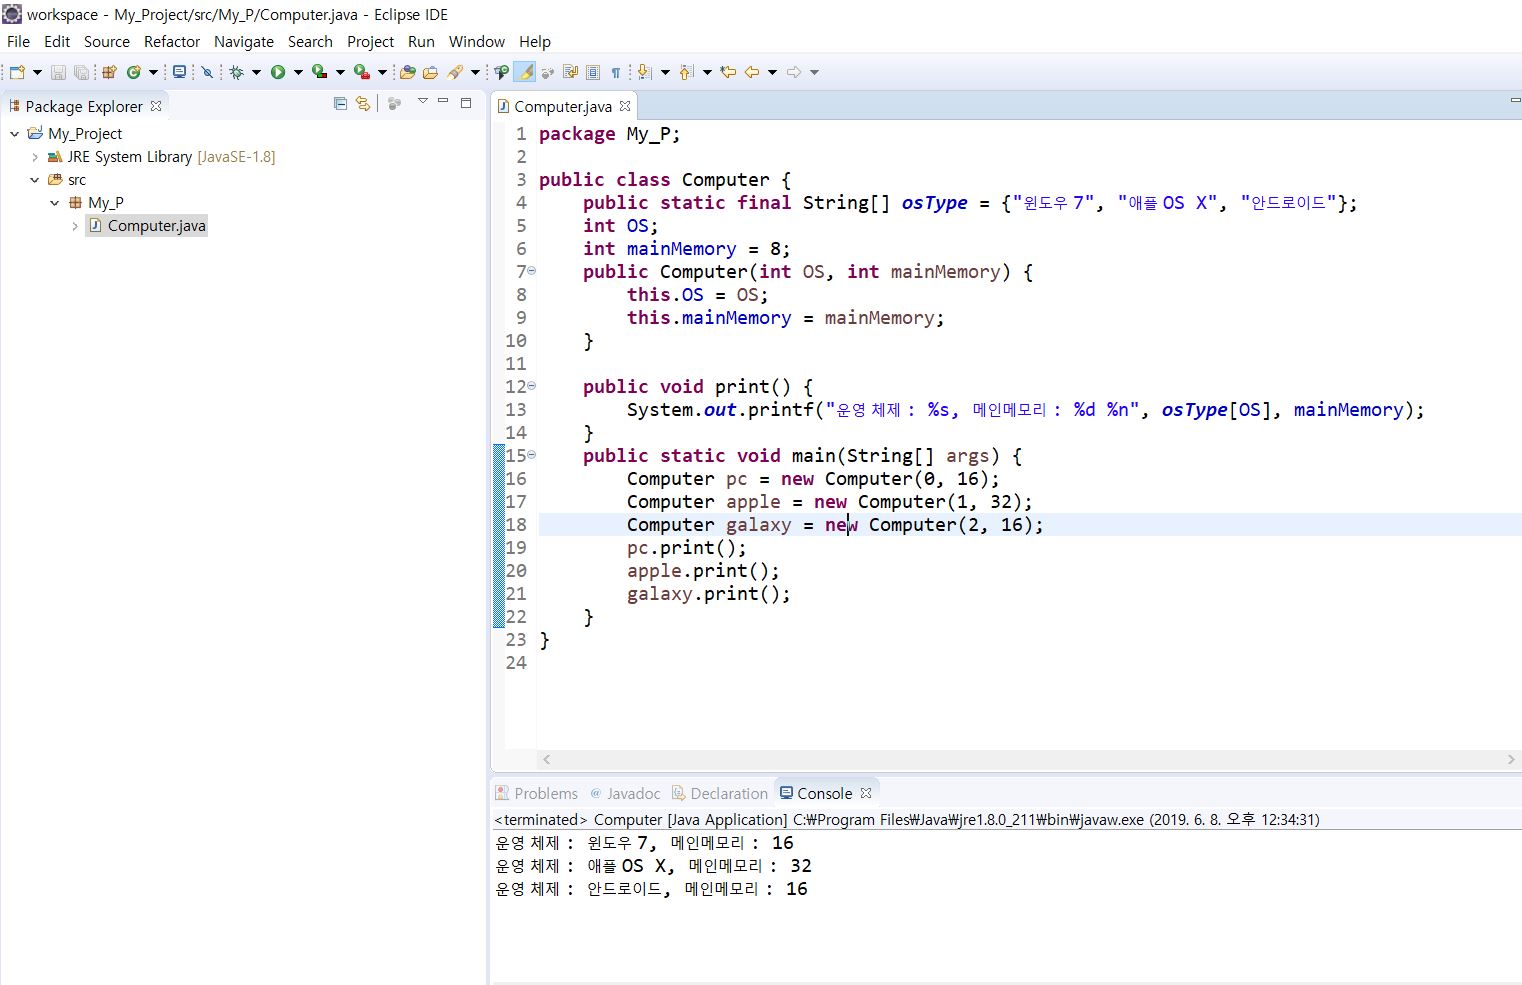 workspace - My_Project/src/My_P/Computer.java - Eclipse IDE
File Edit Source Refactor Navigate Search Project Run Window Help
Package Explorer
My_Project
JRE System Library [JavaSE-1.8]
src
My_P
Computer.java
Computer.java
1 package My_P;
2
3 public class Computer {
4 public static final String[] osType = {"윈도우 7", "애플 OS X", "안드로이드"};
5 int OS;
6 int mainMemory = 8;
7 public Computer(int OS, int mainMemory) {
8 this.OS = OS;
9 this.mainMemory = mainMemory;
10 }
11
12 public void print() {
13 System.out.printf("운영 체제 : %s, 메인메모리 : %d %n", osType[OS], mainMemory);
14 }
15 public static void main(String[] args) {
16 Computer pc = new Computer(0, 16);
17 Computer apple = new Computer(1, 32);
18 Computer galaxy = new Computer(2, 16);
19 pc.print();
20 apple.print();
21 galaxy.print();
22 }
23 }
24
Problems @ Javadoc Declaration Console
<terminated> Computer [Java Application] C:₩Program Files₩Java₩jre1.8.0_211₩bin₩javaw.exe (2019. 6. 8. 오후 12:34:31)
운영 체제 : 윈도우 7, 메인메모리 : 16
운영 체제 : 애플 OS X, 메인메모리 : 32
운영 체제 : 안드로이드, 메인메모리 : 16